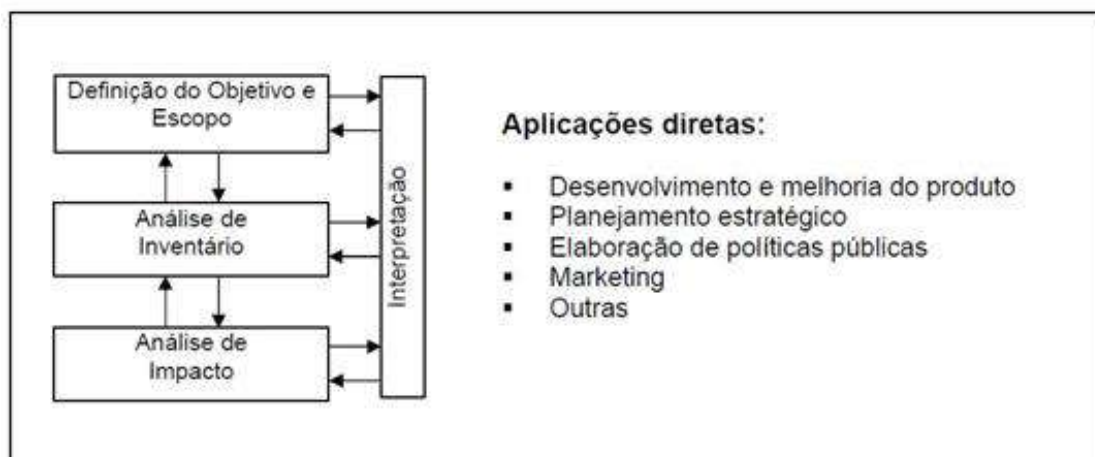 Definição do Objetivo e
Escopo
Análise de
Inventário
Análise de
Impacto
Interpretação
Aplicações diretas:
▪ Desenvolvimento e melhoria do produto
▪ Planejamento estratégico
▪ Elaboração de políticas públicas
▪ Marketing
▪ Outras